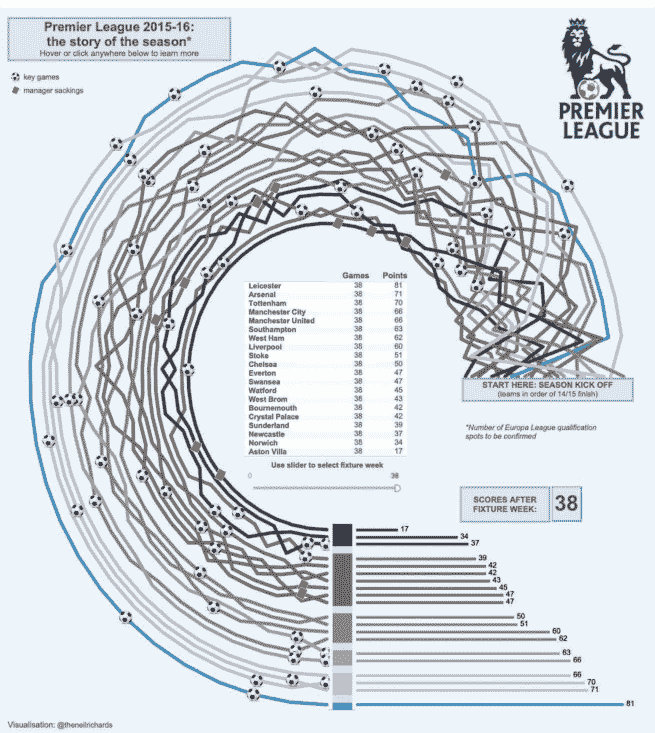 Premier League 2015-16:
the story of the season*
Hover or click anywhere below to learn more
key games
manager sackings
PREMIER
LEAGUE
Games Points
Leicester 38 81
Arsenal 38 71
Tottenham 38 70
Manchester City 38 66
Manchester United 38 66
Southampton 38 63
West Ham 38 62
Liverpool 38 60
Stoke 38 51
Chelsea 38 50
Everton 38 47
Swansea 38 47
Watford 38 45
West Brom 38 43
Bournemouth 38 42
Crystal Palace 38 42
Sunderland 38 39
Newcastle 38 37
Norwich 38 34
Aston Villa 38 17
START HERE: SEASON KICK OFF
(teams in order of 14/15 finish)
*Number of Europa League qualification
spots to be confirmed
Use slider to select fixture week
0 38
SCORES AFTER
FIXTURE WEEK:
38
17
34
37
39
42
42
43
45
47
47
50
51
60
62
63
66
66
70
71
81
Visualisation: @theneilrichards